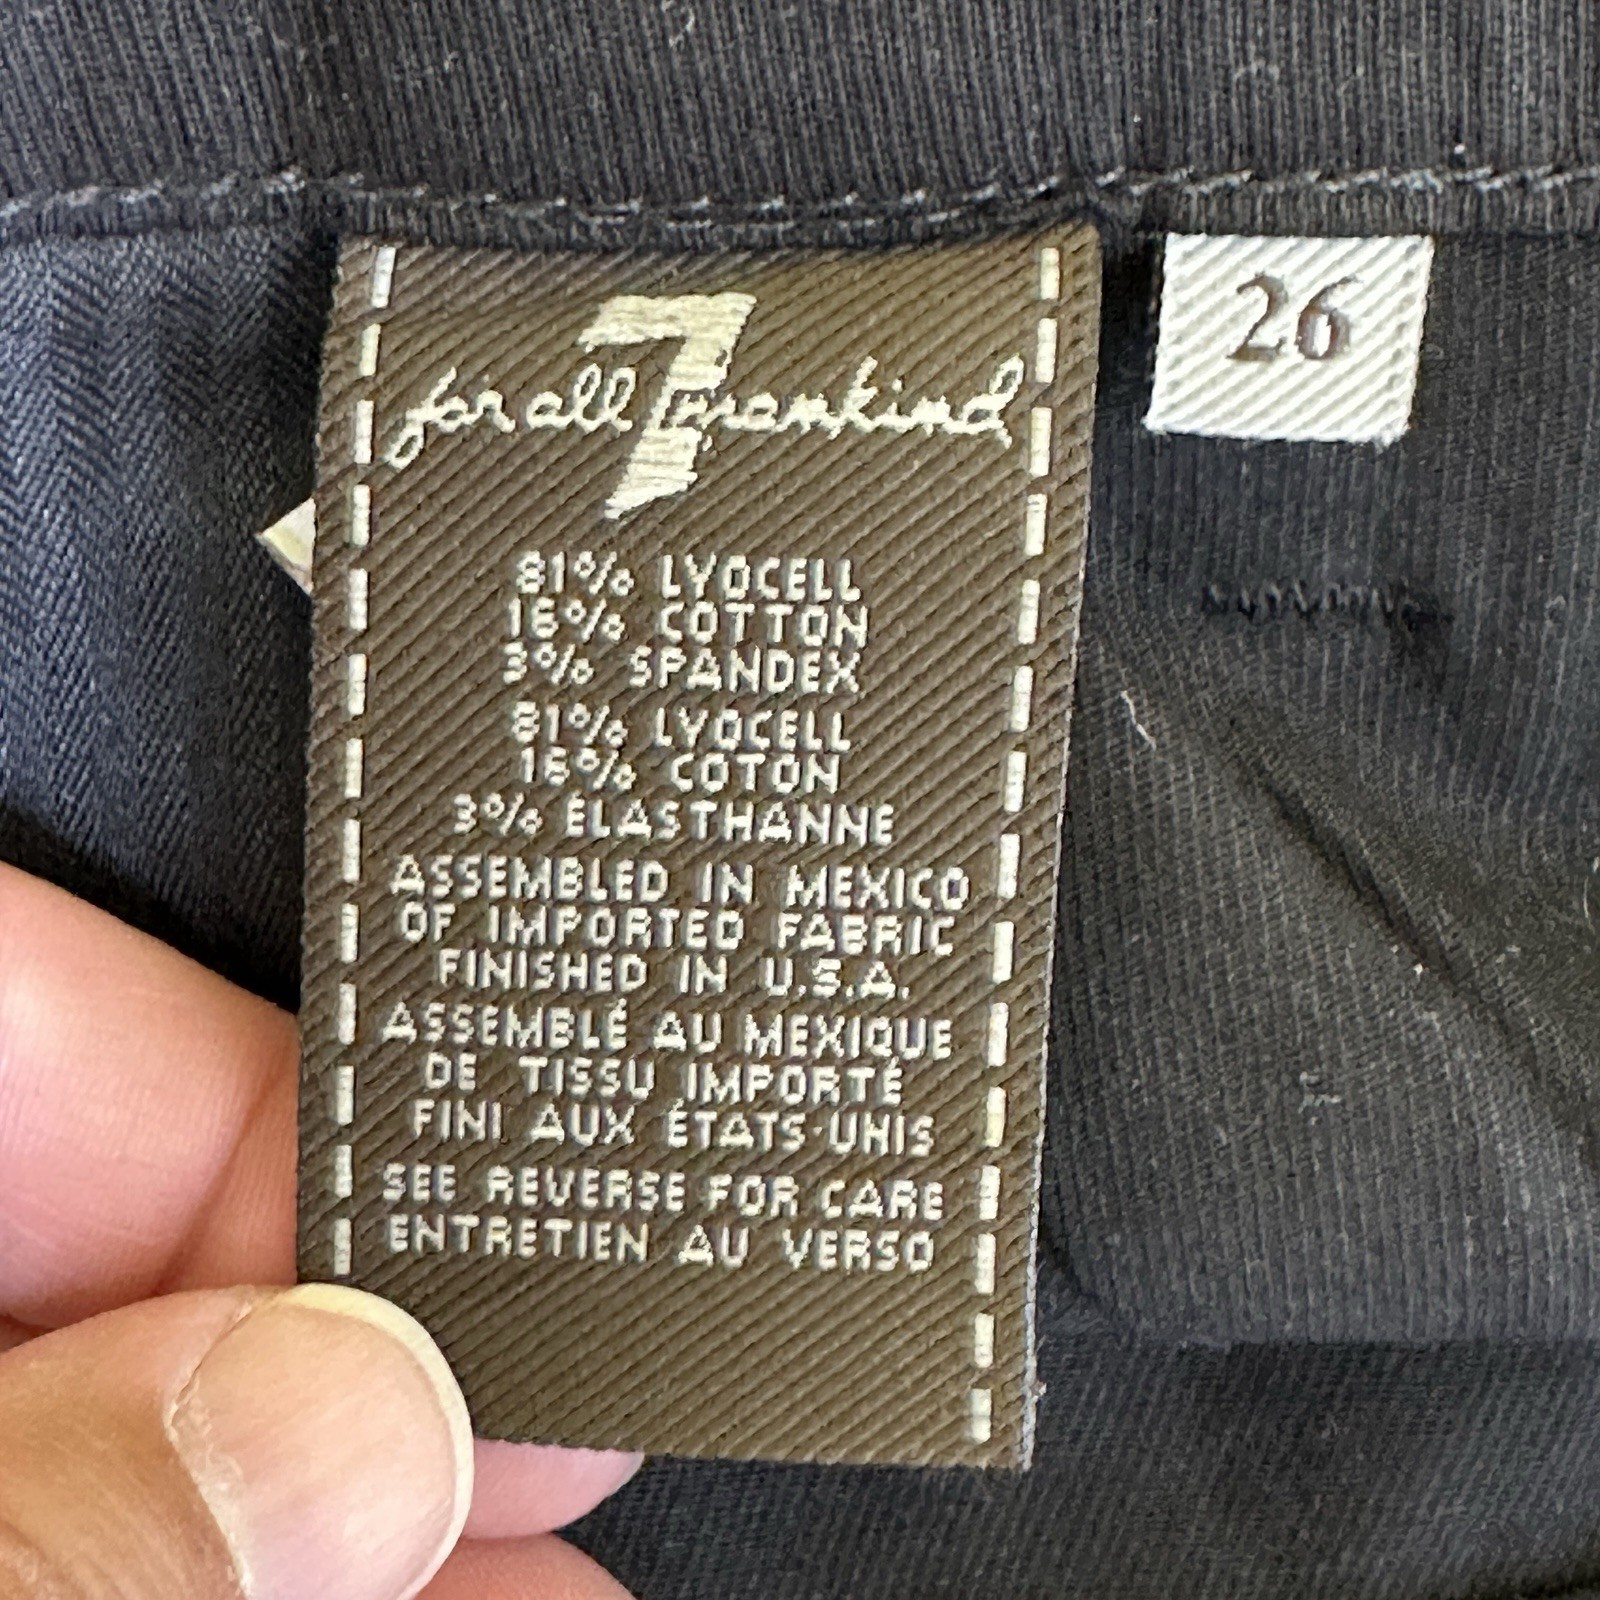 for all 7 mankind
26
81% LYOCELL
16% COTTON
3% SPANDEX
81% LYOCELL
16% COTON
3% ÉLASTHANNE
ASSEMBLED IN MEXICO
OF IMPORTED FABRIC
FINISHED IN U.S.A.
ASSEMBLÉ AU MEXIQUE
DE TISSU IMPORTÉ
FINI AUX ÉTATS-UNIS
SEE REVERSE FOR CARE
ENTRETIEN AU VERSO